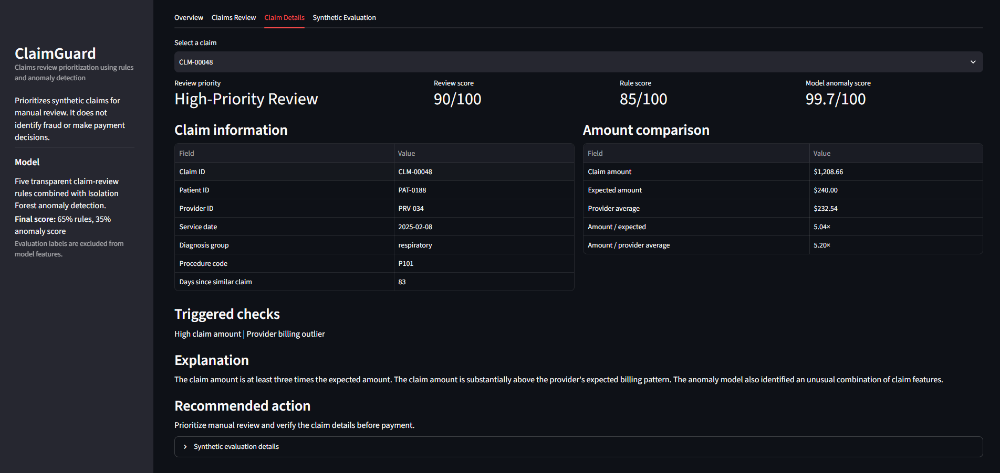 ClaimGuard
Claims review prioritization using rules
and anomaly detection
Prioritizes synthetic claims for
manual review. It does not
identify fraud or make payment
decisions.
Model
Five transparent claim-review
rules combined with Isolation
Forest anomaly detection.
Final score: 65% rules, 35%
anomaly score
Evaluation labels are excluded from
model features.
Overview Claims Review Claim Details Synthetic Evaluation
Select a claim
CLM-00048
Review priority Review score Rule score Model anomaly score
High-Priority Review 90/100 85/100 99.7/100
Claim information
Field Value
Claim ID CLM-00048
Patient ID PAT-0188
Provider ID PRV-034
Service date 2025-02-08
Diagnosis group respiratory
Procedure code P101
Days since similar claim 83
Amount comparison
Field Value
Claim amount $1,208.66
Expected amount $240.00
Provider average $232.54
Amount / expected 5.04×
Amount / provider average 5.20×
Triggered checks
High claim amount | Provider billing outlier
Explanation
The claim amount is at least three times the expected amount. The claim amount is substantially above the provider's expected billing pattern. The anomaly model also identified an unusual combination of claim features.
Recommended action
Prioritize manual review and verify the claim details before payment.
Synthetic evaluation details